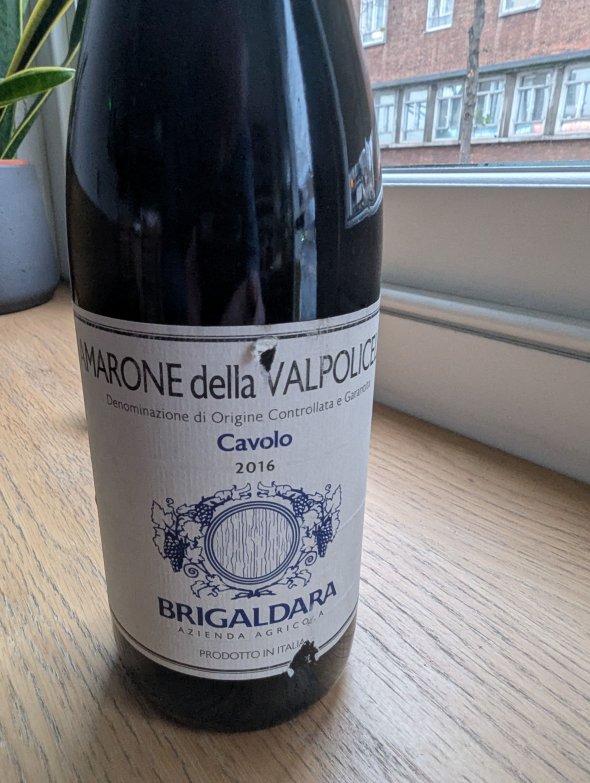 AMARONE della VALPOLICE
Denominazione di Origine Controllata e Garantita
Cavolo
2016
BRIGALDARA
AZIENDA AGRICOLA
PRODOTTO IN ITALIA